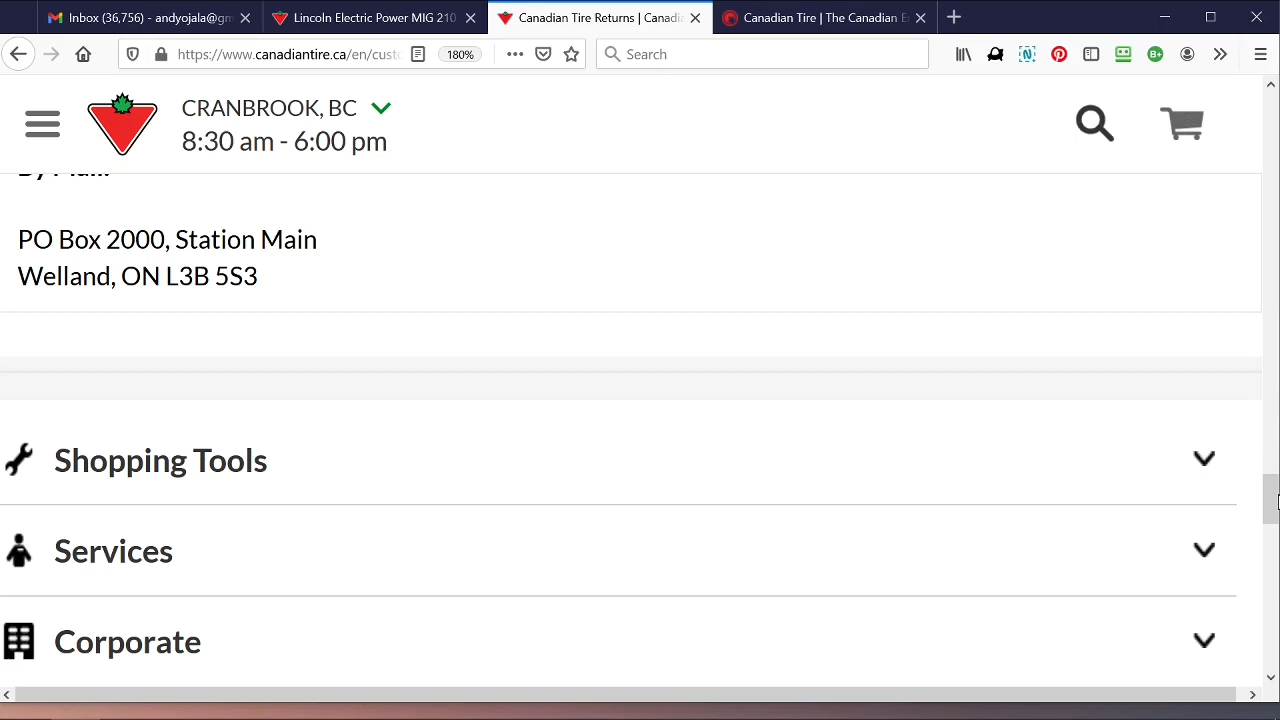 Inbox (36,756) - andyojala@gm
Lincoln Electric Power MIG 210
Canadian Tire Returns | Canadia
Canadian Tire | The Canadian E
https://www.canadiantire.ca/en/custo
180%
Search
CRANBROOK, BC
8:30 am - 6:00 pm
PO Box 2000, Station Main
Welland, ON L3B 5S3
Shopping Tools
Services
Corporate